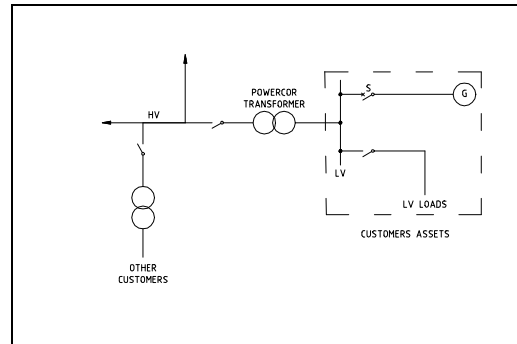 POWERCOR
TRANSFORMER
S
G
HV
LV
LV LOADS
CUSTOMERS ASSETS
OTHER
CUSTOMERS